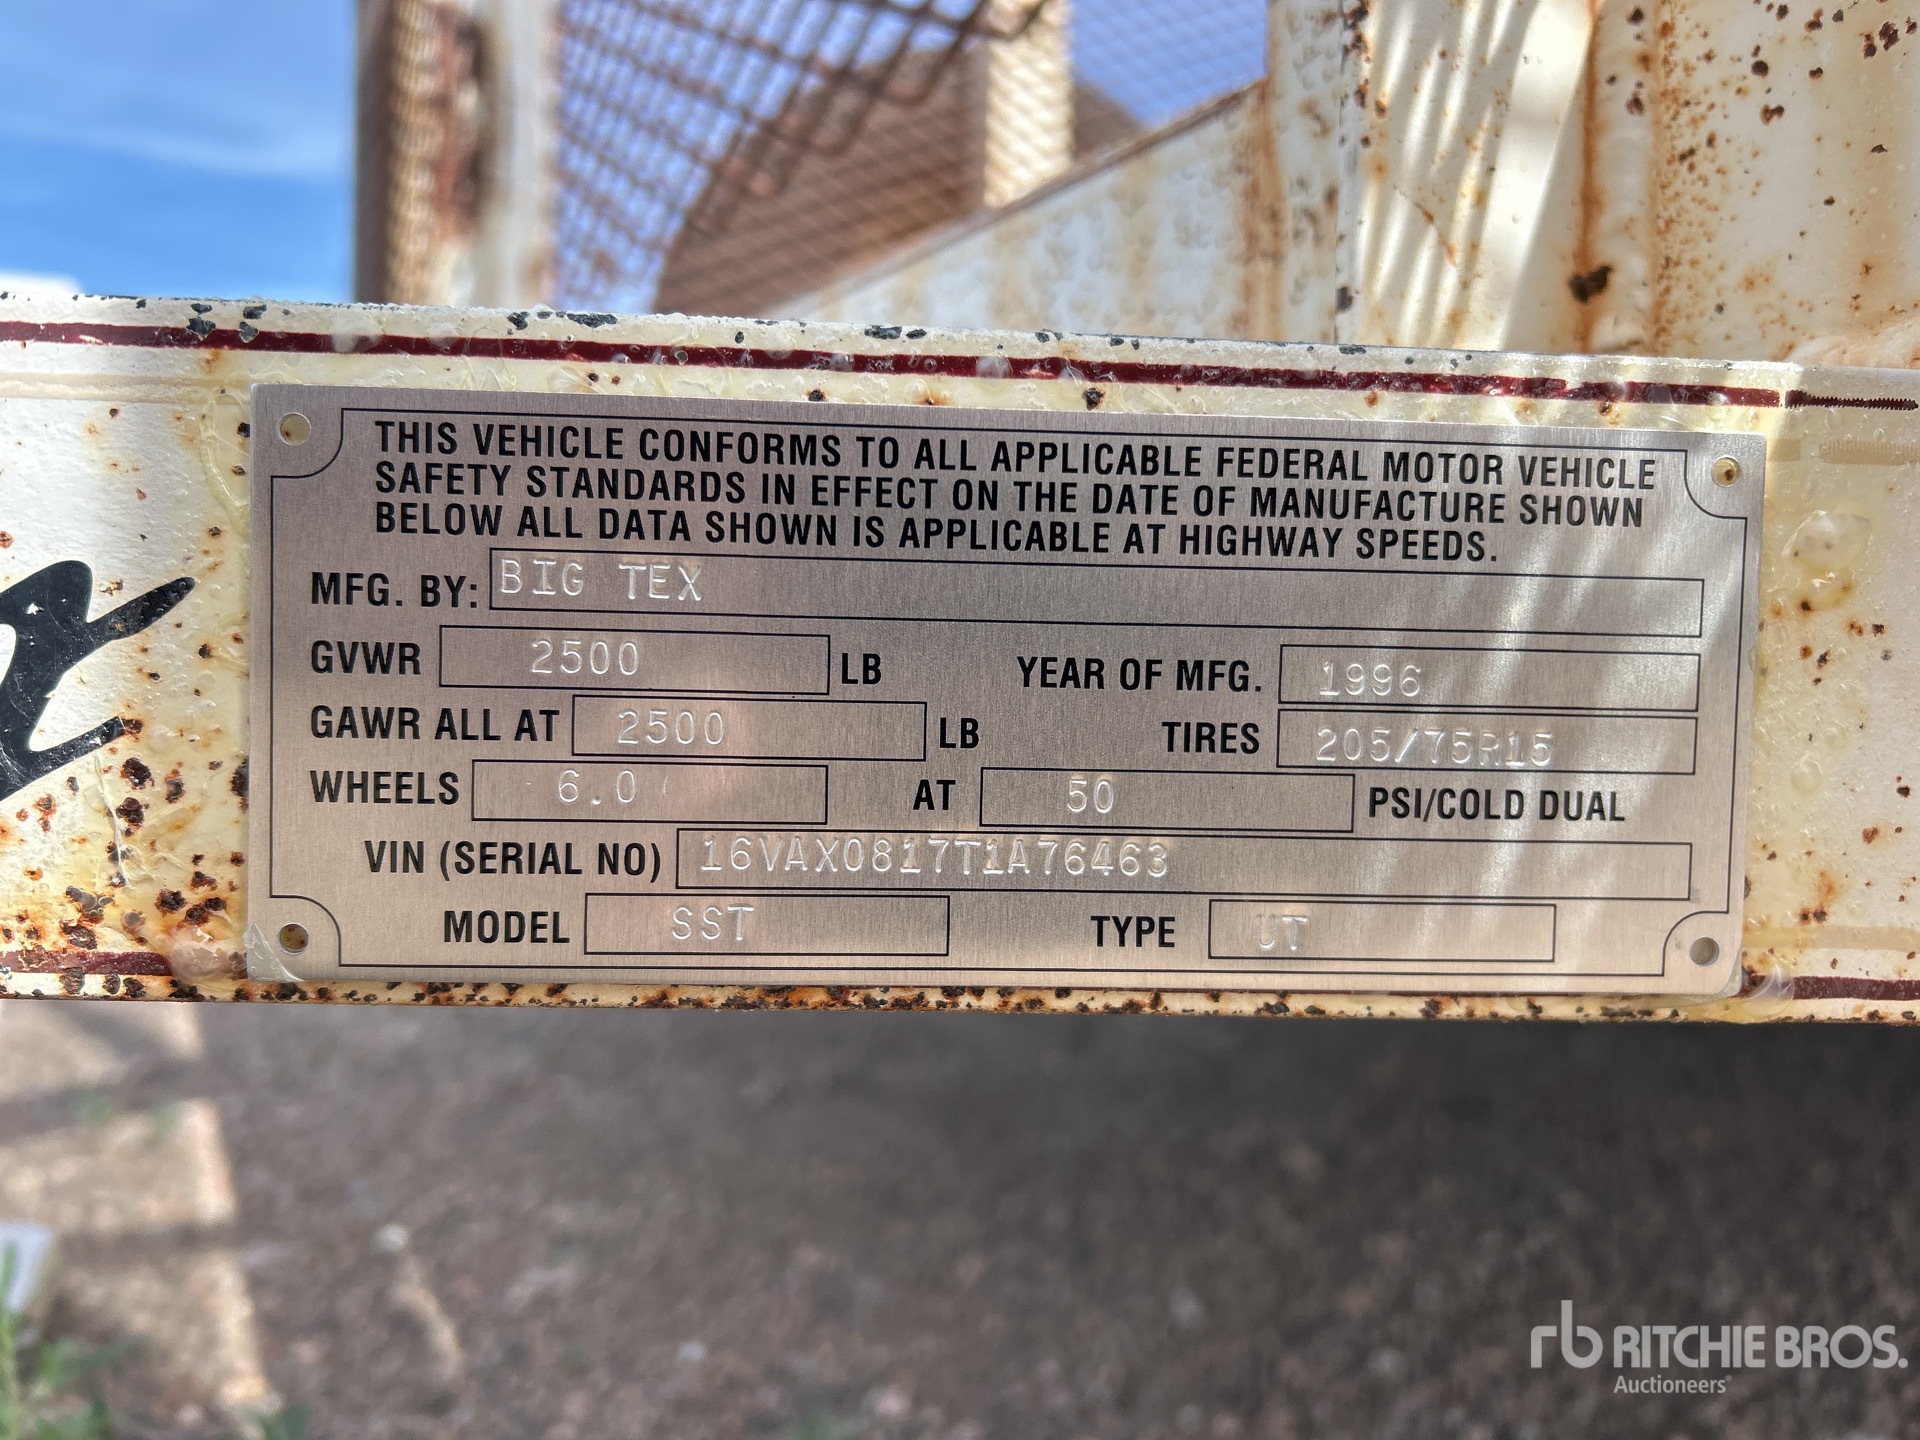 THIS VEHICLE CONFORMS TO ALL APPLICABLE FEDERAL MOTOR VEHICLE
SAFETY STANDARDS IN EFFECT ON THE DATE OF MANUFACTURE SHOWN
BELOW ALL DATA SHOWN IS APPLICABLE AT HIGHWAY SPEEDS.
MFG. BY: BIG TEX
GVWR 2500 LB YEAR OF MFG. 1996
GAWR ALL AT 2500 LB TIRES 205/75R15
WHEELS 6.0 AT 50 PSI/COLD DUAL
VIN (SERIAL NO) 16VAX0817T1A76463
MODEL SST TYPE UT
rb RITCHIE BROS.
Auctioneers